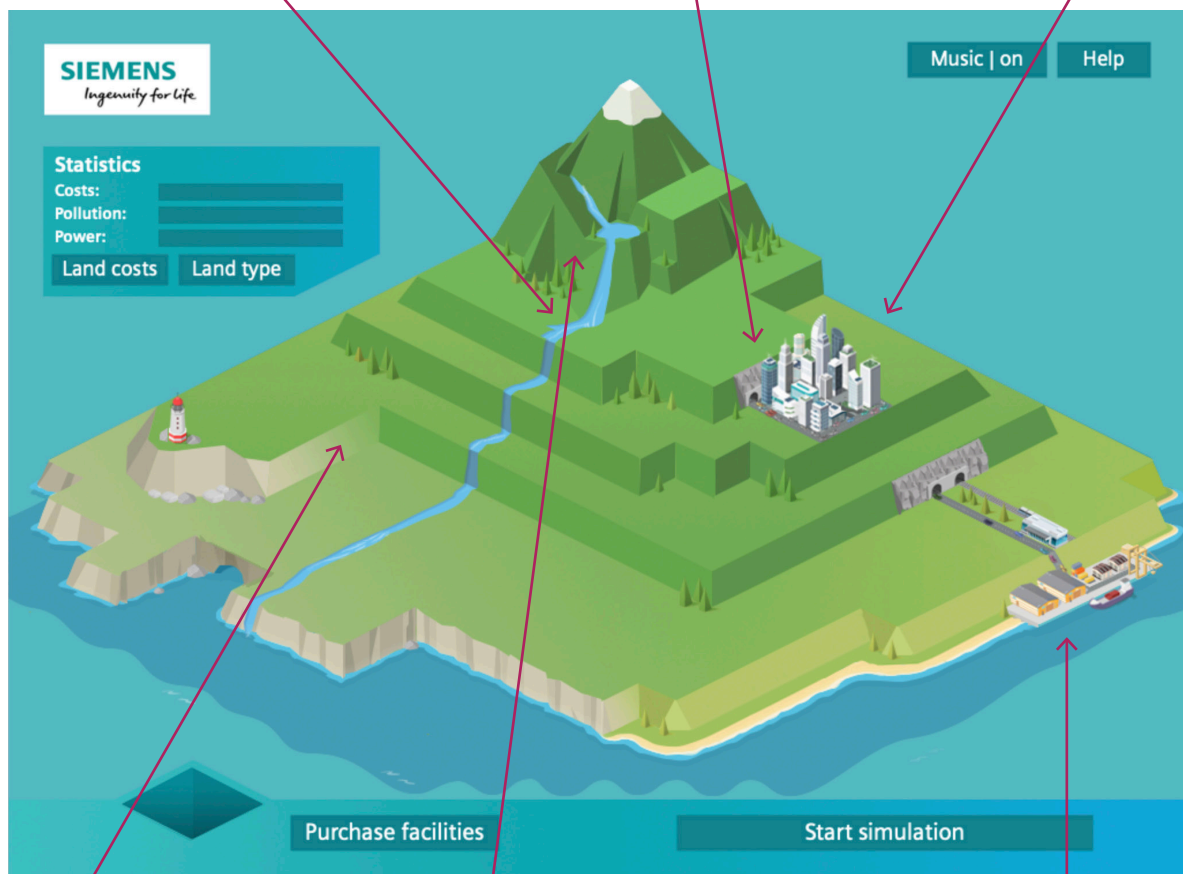 SIEMENS
Ingenuity for life
Music | on
Help
Statistics
Costs:
Pollution:
Power:
Land costs
Land type
Purchase facilities
Start simulation